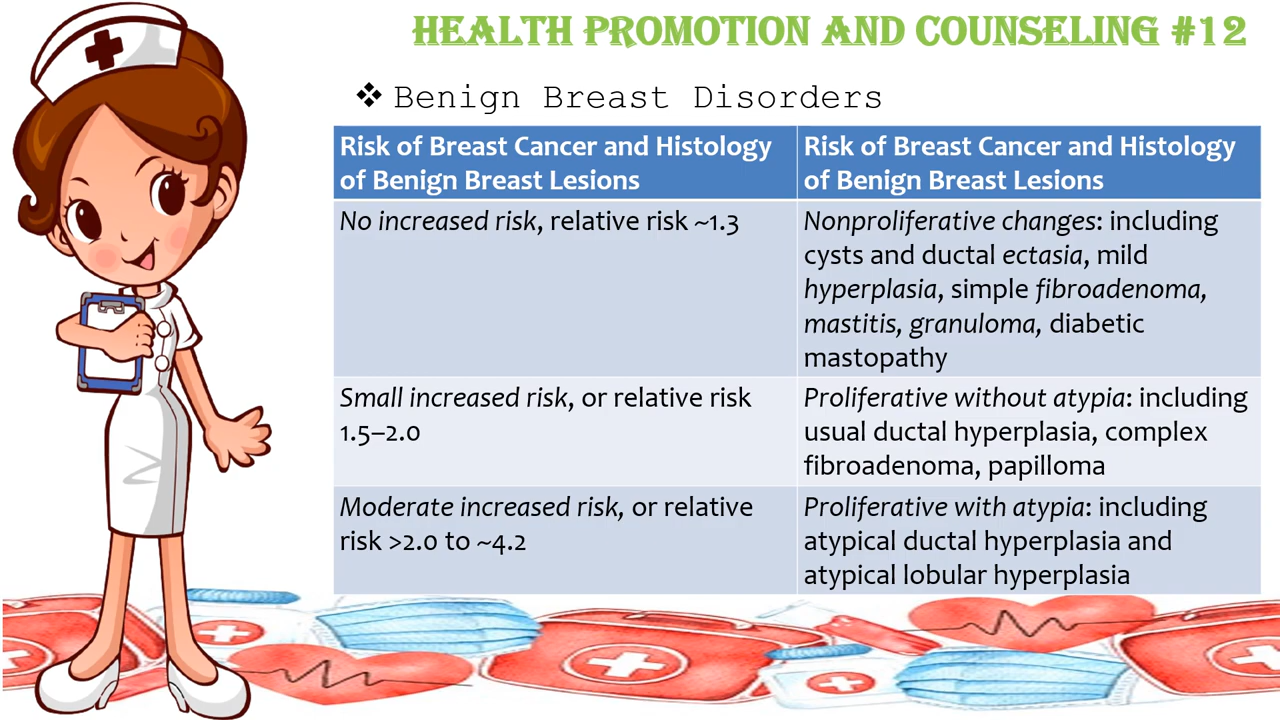 HEALTH PROMOTION AND COUNSELING #12
❖ Benign Breast Disorders
Risk of Breast Cancer and Histology
of Benign Breast Lesions
Risk of Breast Cancer and Histology
of Benign Breast Lesions
No increased risk, relative risk ~1.3
Nonproliferative changes: including
cysts and ductal ectasia, mild
hyperplasia, simple fibroadenoma,
mastitis, granuloma, diabetic
mastopathy
Small increased risk, or relative risk
1.5–2.0
Proliferative without atypia: including
usual ductal hyperplasia, complex
fibroadenoma, papilloma
Moderate increased risk, or relative
risk >2.0 to ~4.2
Proliferative with atypia: including
atypical ductal hyperplasia and
atypical lobular hyperplasia